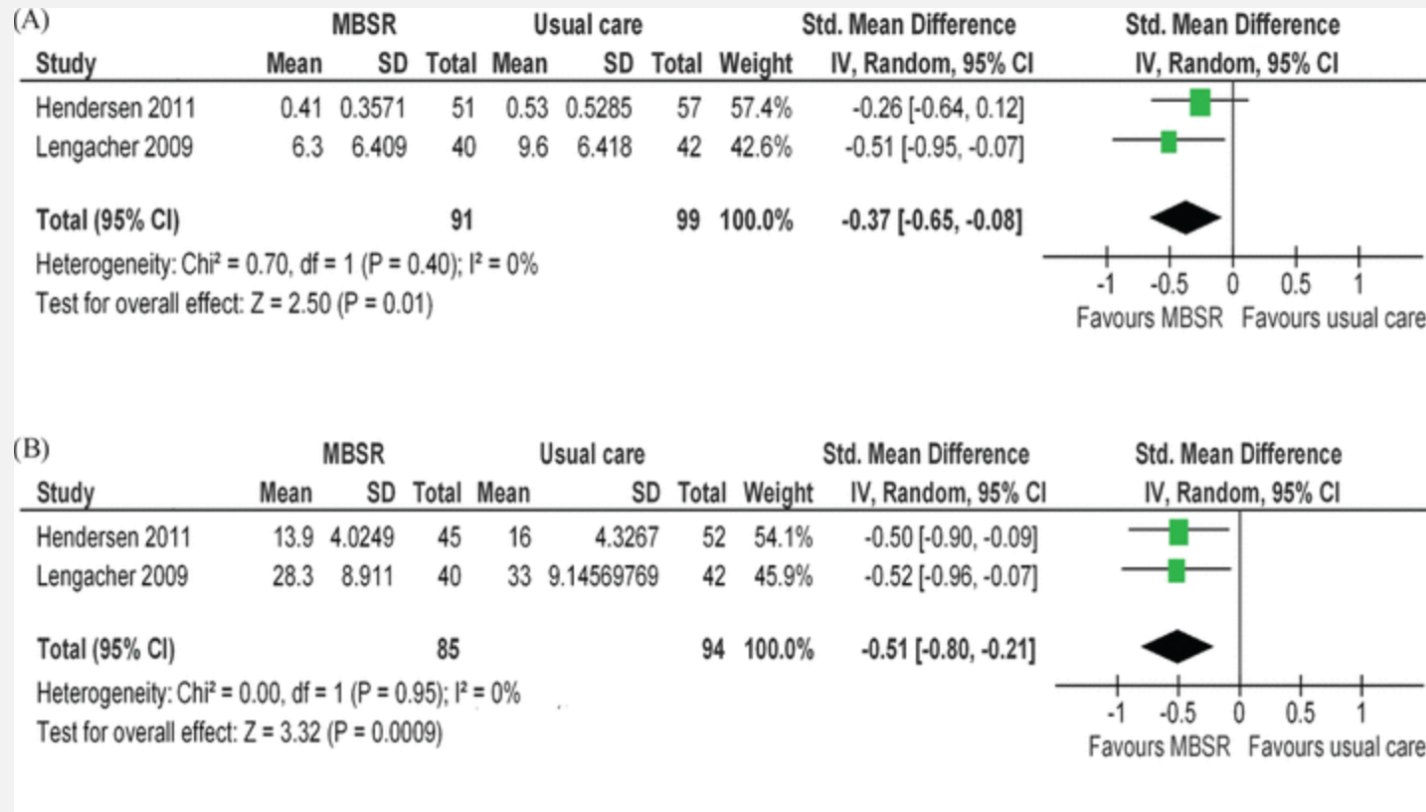 (A)
MBSR Usual care Std. Mean Difference Std. Mean Difference
Study Mean SD Total Mean SD Total Weight IV, Random, 95% CI IV, Random, 95% CI
Hendersen 2011 0.41 0.3571 51 0.53 0.5285 57 57.4% -0.26 [-0.64, 0.12]
Lengacher 2009 6.3 6.409 40 9.6 6.418 42 42.6% -0.51 [-0.95, -0.07]
Total (95% CI) 91 99 100.0% -0.37 [-0.65, -0.08]
Heterogeneity: Chi² = 0.70, df = 1 (P = 0.40); I² = 0%
Test for overall effect: Z = 2.50 (P = 0.01)
-1 -0.5 0 0.5 1
Favours MBSR Favours usual care
(B)
MBSR Usual care Std. Mean Difference Std. Mean Difference
Study Mean SD Total Mean SD Total Weight IV, Random, 95% CI IV, Random, 95% CI
Hendersen 2011 13.9 4.0249 45 16 4.3267 52 54.1% -0.50 [-0.90, -0.09]
Lengacher 2009 28.3 8.911 40 33 9.14569769 42 45.9% -0.52 [-0.96, -0.07]
Total (95% CI) 85 94 100.0% -0.51 [-0.80, -0.21]
Heterogeneity: Chi² = 0.00, df = 1 (P = 0.95); I² = 0%
Test for overall effect: Z = 3.32 (P = 0.0009)
-1 -0.5 0 0.5 1
Favours MBSR Favours usual care